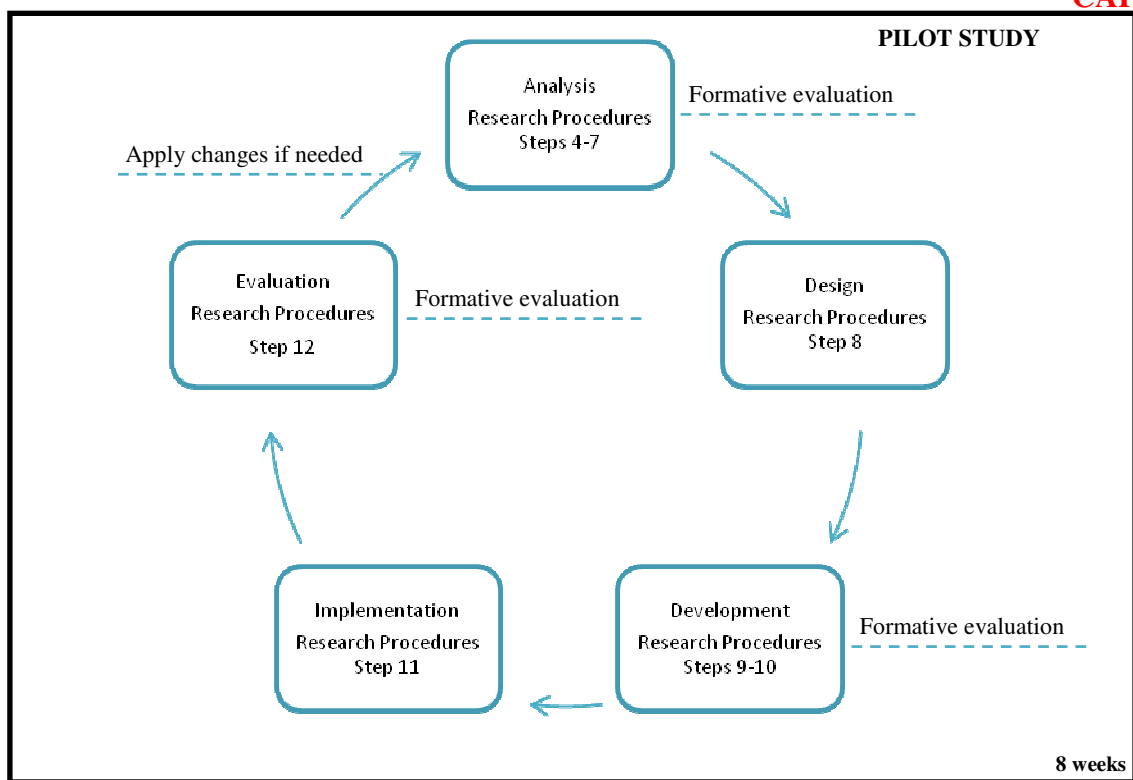 PILOT STUDY
Analysis
Research Procedures
Steps 4-7
Formative evaluation
Apply changes if needed
Evaluation
Research Procedures
Step 12
Formative evaluation
Design
Research Procedures
Step 8
Implementation
Research Procedures
Step 11
Development
Research Procedures
Steps 9-10
Formative evaluation
8 weeks